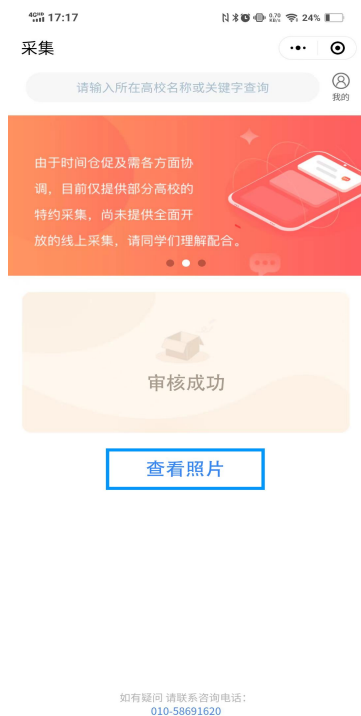 4GHD 17:17 0.70 KB/s 24%
采集
请输入所在高校名称或关键字查询
我的
由于时间仓促及需各方面协
调，目前仅提供部分高校的
特约采集，尚未提供全面开
放的线上采集，请同学们理解配合。
审核成功
查看照片
如有疑问 请联系咨询电话：
010-58691620